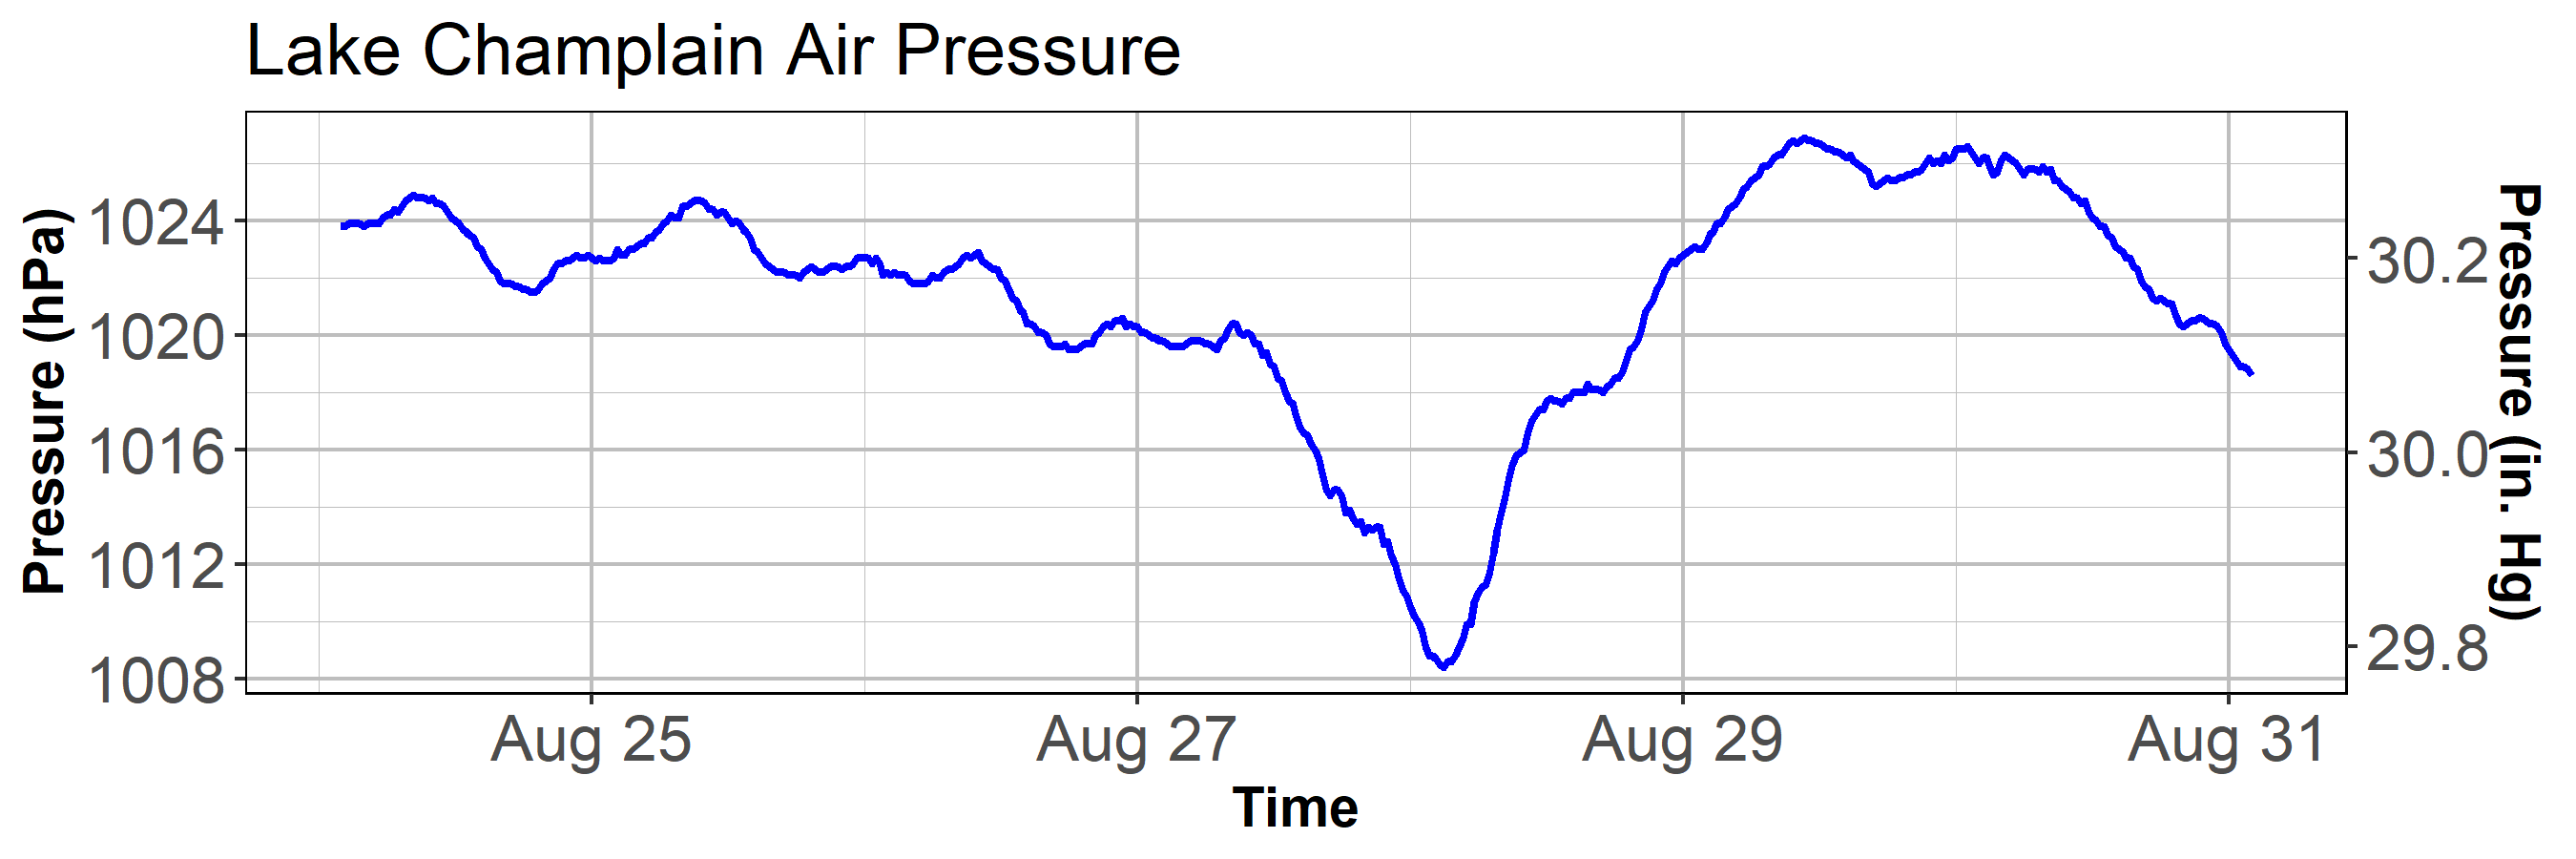 Lake Champlain Air Pressure
Pressure (hPa)
1024
1020
1016
1012
1008
30.2
30.0
29.8
Pressure (in. Hg)
Aug 25 Aug 27 Aug 29 Aug 31
Time